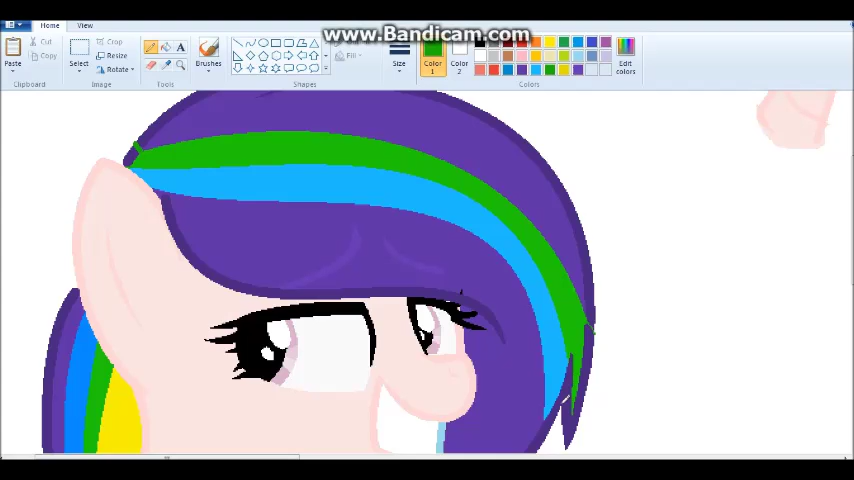 www.Bandicam.com
Home View
Paste
Cut
Copy
Clipboard
Select
Crop
Resize
Rotate
Image
Tools
A
Brushes
Shapes
Fill
Size
Color 1
Color 2
Edit colors
Colors